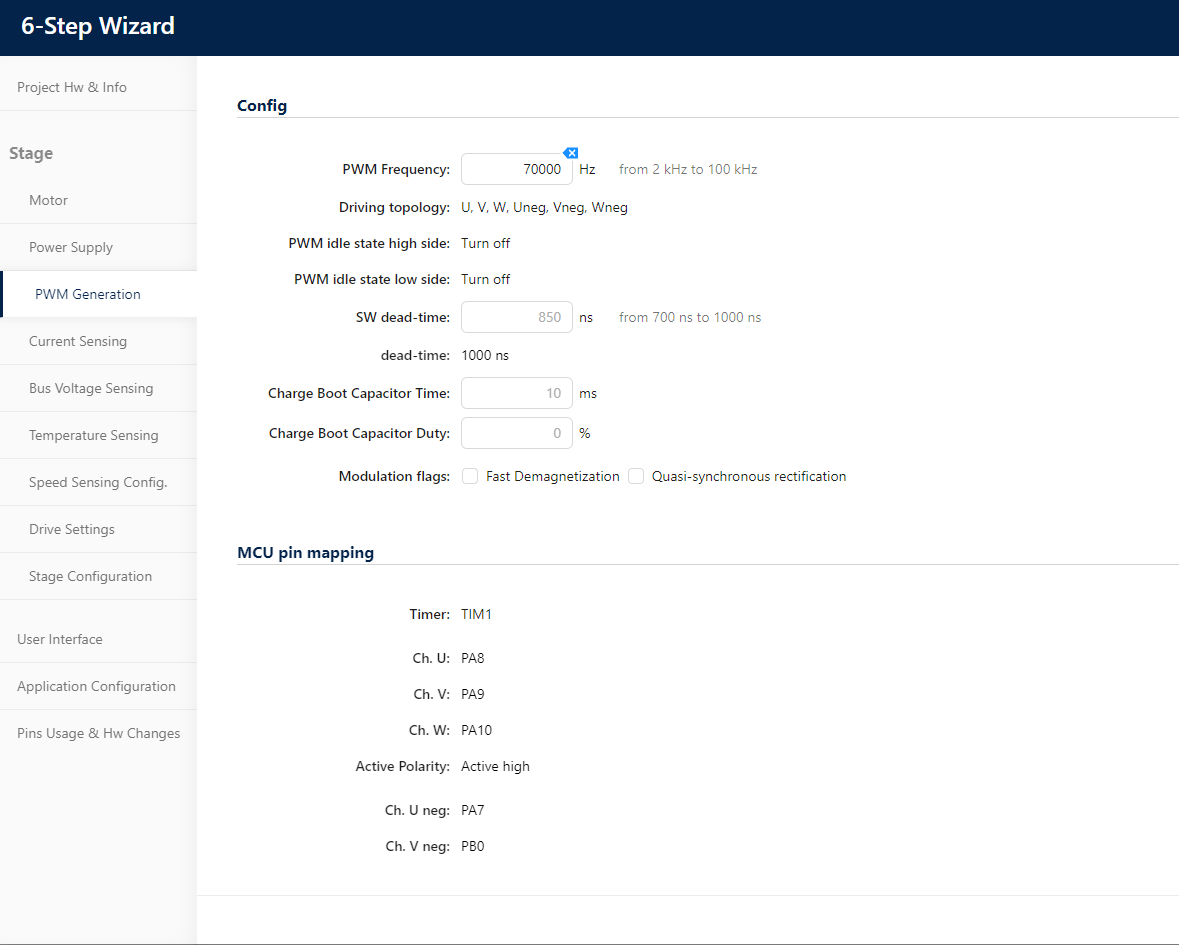 6-Step Wizard
Project Hw & Info
Stage
Motor
Power Supply
PWM Generation
Current Sensing
Bus Voltage Sensing
Temperature Sensing
Speed Sensing Config.
Drive Settings
Stage Configuration
User Interface
Application Configuration
Pins Usage & Hw Changes
Config
PWM Frequency: 70000 Hz from 2 kHz to 100 kHz
Driving topology: U, V, W, Uneg, Vneg, Wneg
PWM idle state high side: Turn off
PWM idle state low side: Turn off
SW dead-time: 850 ns from 700 ns to 1000 ns
dead-time: 1000 ns
Charge Boot Capacitor Time: 10 ms
Charge Boot Capacitor Duty: 0 %
Modulation flags: Fast Demagnetization Quasi-synchronous rectification
MCU pin mapping
Timer: TIM1
Ch. U: PA8
Ch. V: PA9
Ch. W: PA10
Active Polarity: Active high
Ch. U neg: PA7
Ch. V neg: PB0